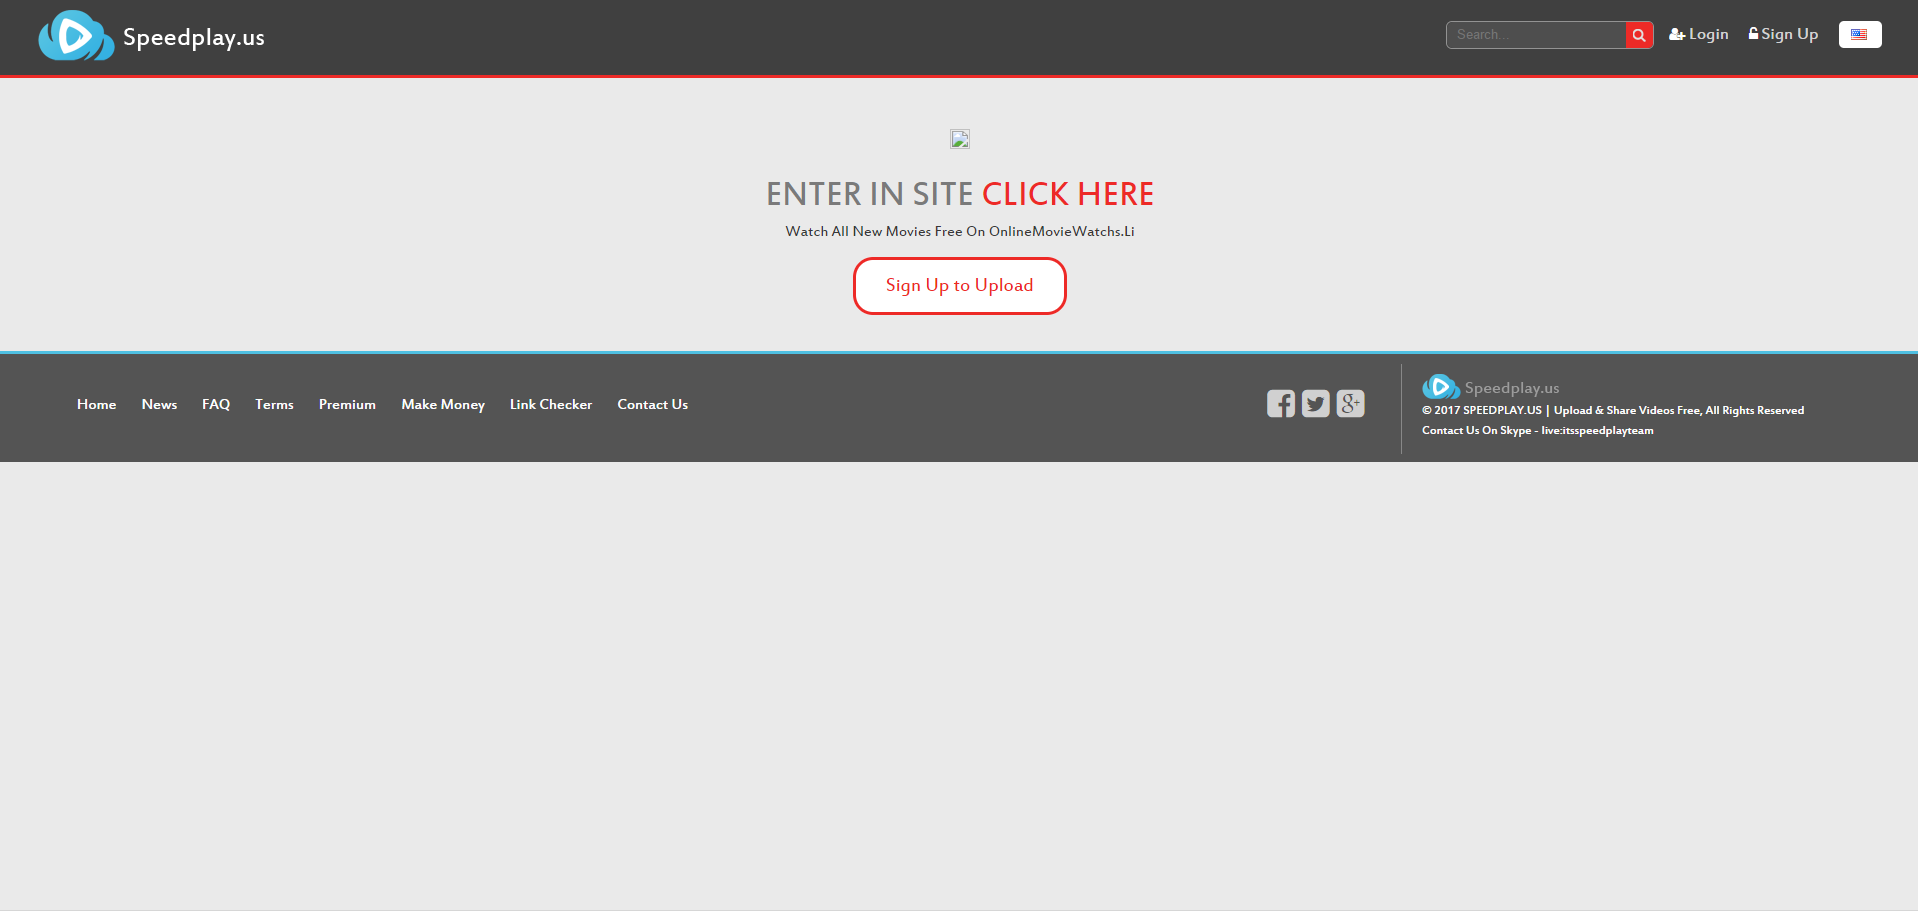 Speedplay.us
Search...
Login
Sign Up
ENTER IN SITE CLICK HERE
Watch All New Movies Free On OnlineMovieWatchs.Li
Sign Up to Upload
Home News FAQ Terms Premium Make Money Link Checker Contact Us
Speedplay.us
© 2017 SPEEDPLAY.US | Upload & Share Videos Free, All Rights Reserved
Contact Us On Skype - live:itsspeedplayteam